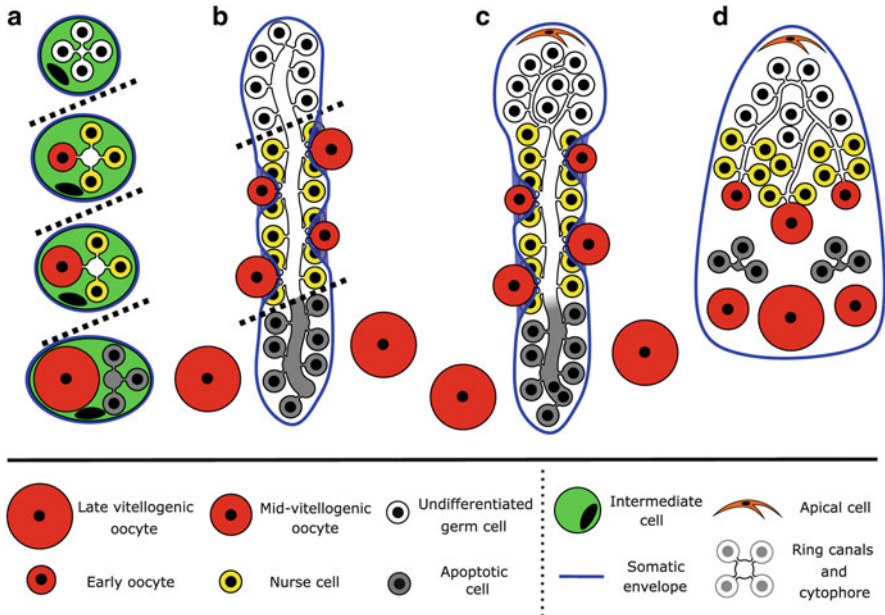 a
b
c
d
Late vitellogenic
oocyte
Mid-vitellogenic
oocyte
Undifferentiated
germ cell
Intermediate
cell
Apical cell
Early oocyte
Nurse cell
Apoptotic
cell
Somatic
envelope
Ring canals
and
cytophore